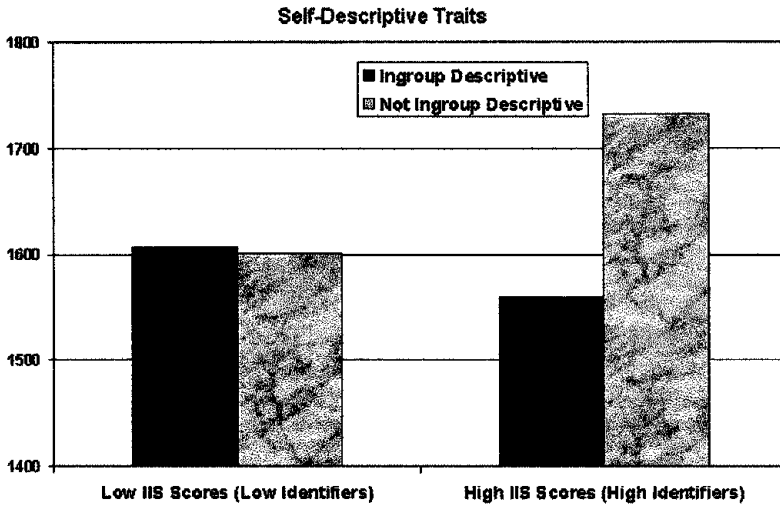 Self-Descriptive Traits
1800
Ingroup Descriptive
Not Ingroup Descriptive
1700
1600
1500
1400
Low IIS Scores (Low Identifiers)
High IIS Scores (High Identifiers)